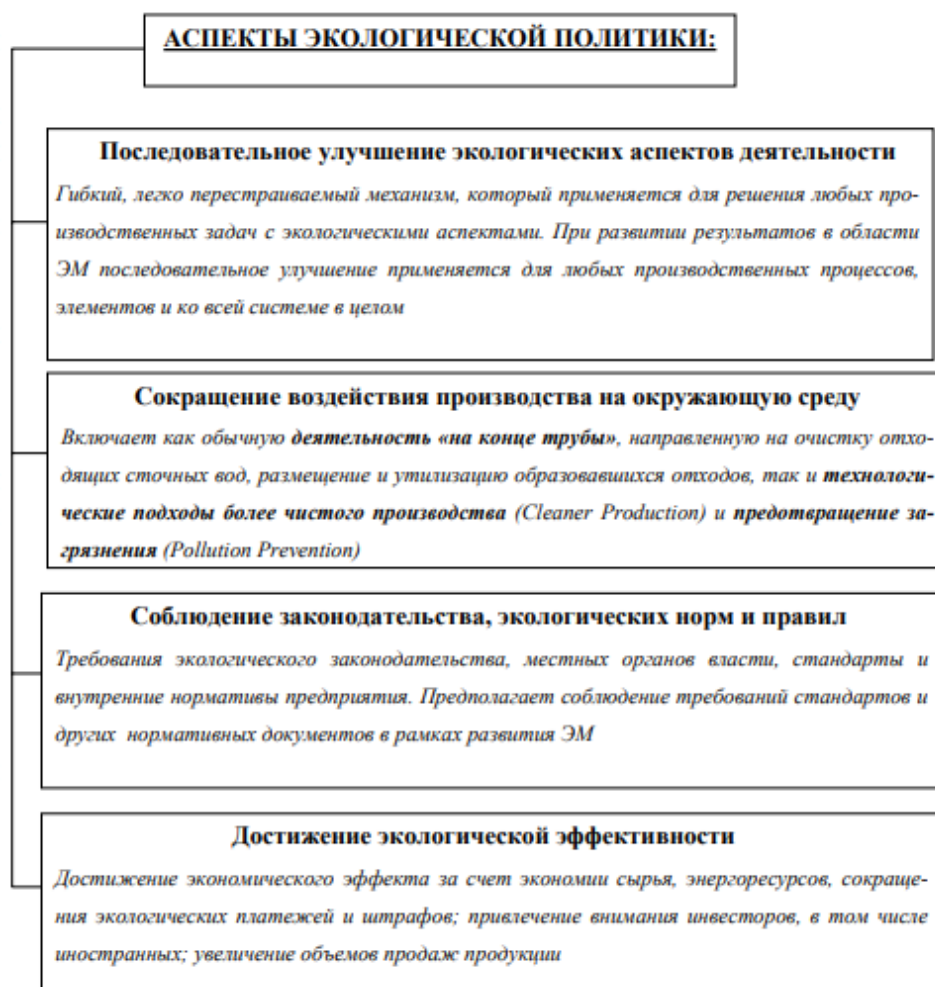 АСПЕКТЫ ЭКОЛОГИЧЕСКОЙ ПОЛИТИКИ:
Последовательное улучшение экологических аспектов деятельности
Гибкий, легко перестраиваемый механизм, который применяется для решения любых про-
изводственных задач с экологическими аспектами. При развитии результатов в области
ЭМ последовательное улучшение применяется для любых производственных процессов,
элементов и ко всей системе в целом
Сокращение воздействия производства на окружающую среду
Включает как обычную деятельность «на конце трубы», направленную на очистку отхо-
дящих сточных вод, размещение и утилизацию образовавшихся отходов, так и технологи-
ческие подходы более чистого производства (Cleaner Production) и предотвращение за-
грязнения (Pollution Prevention)
Соблюдение законодательства, экологических норм и правил
Требования экологического законодательства, местных органов власти, стандарты и
внутренние нормативы предприятия. Предполагает соблюдение требований стандартов и
других нормативных документов в рамках развития ЭМ
Достижение экологической эффективности
Достижение экономического эффекта за счет экономии сырья, энергоресурсов, сокраще-
ния экологических платежей и штрафов; привлечение внимания инвесторов, в том числе
иностранных; увеличение объемов продаж продукции